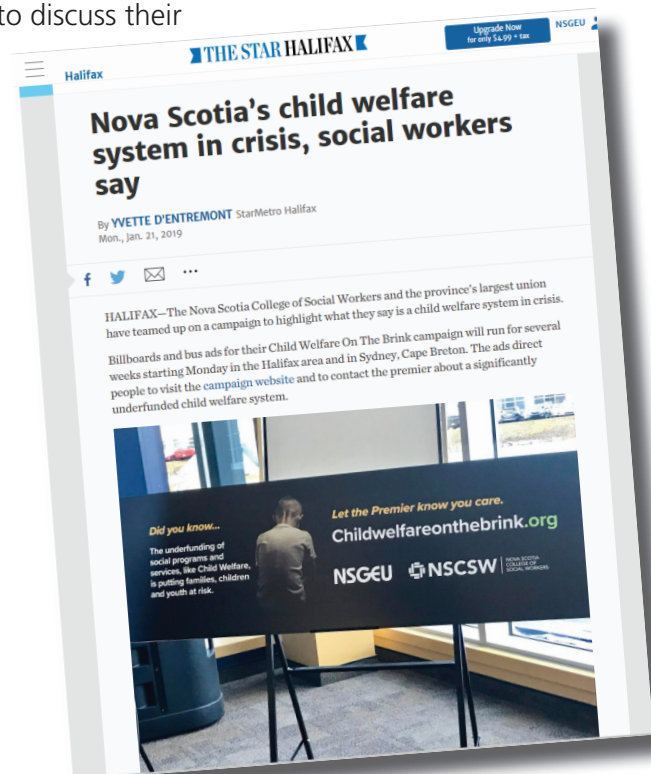 to discuss their
THE STAR HALIFAX
Upgrade Now
for only $4.99 + tax
NSGEU
Halifax
Nova Scotia's child welfare
system in crisis, social workers
say
By YVETTE D'ENTREMONT StarMetro Halifax
Mon., Jan. 21, 2019
HALIFAX—The Nova Scotia College of Social Workers and the province's largest union
have teamed up on a campaign to highlight what they say is a child welfare system in crisis.
Billboards and bus ads for their Child Welfare On The Brink campaign will run for several
weeks starting Monday in the Halifax area and in Sydney, Cape Breton. The ads direct
people to visit the campaign website and to contact the premier about a significantly
underfunded child welfare system.
Did you know...
The underfunding of
social programs and
services, like Child Welfare,
is putting families, children
and youth at risk.
Let the Premier know you care.
Childwelfareonthebrink.org
NSGEU NSCSW
NOVA SCOTIA
COLLEGE OF
SOCIAL WORKERS